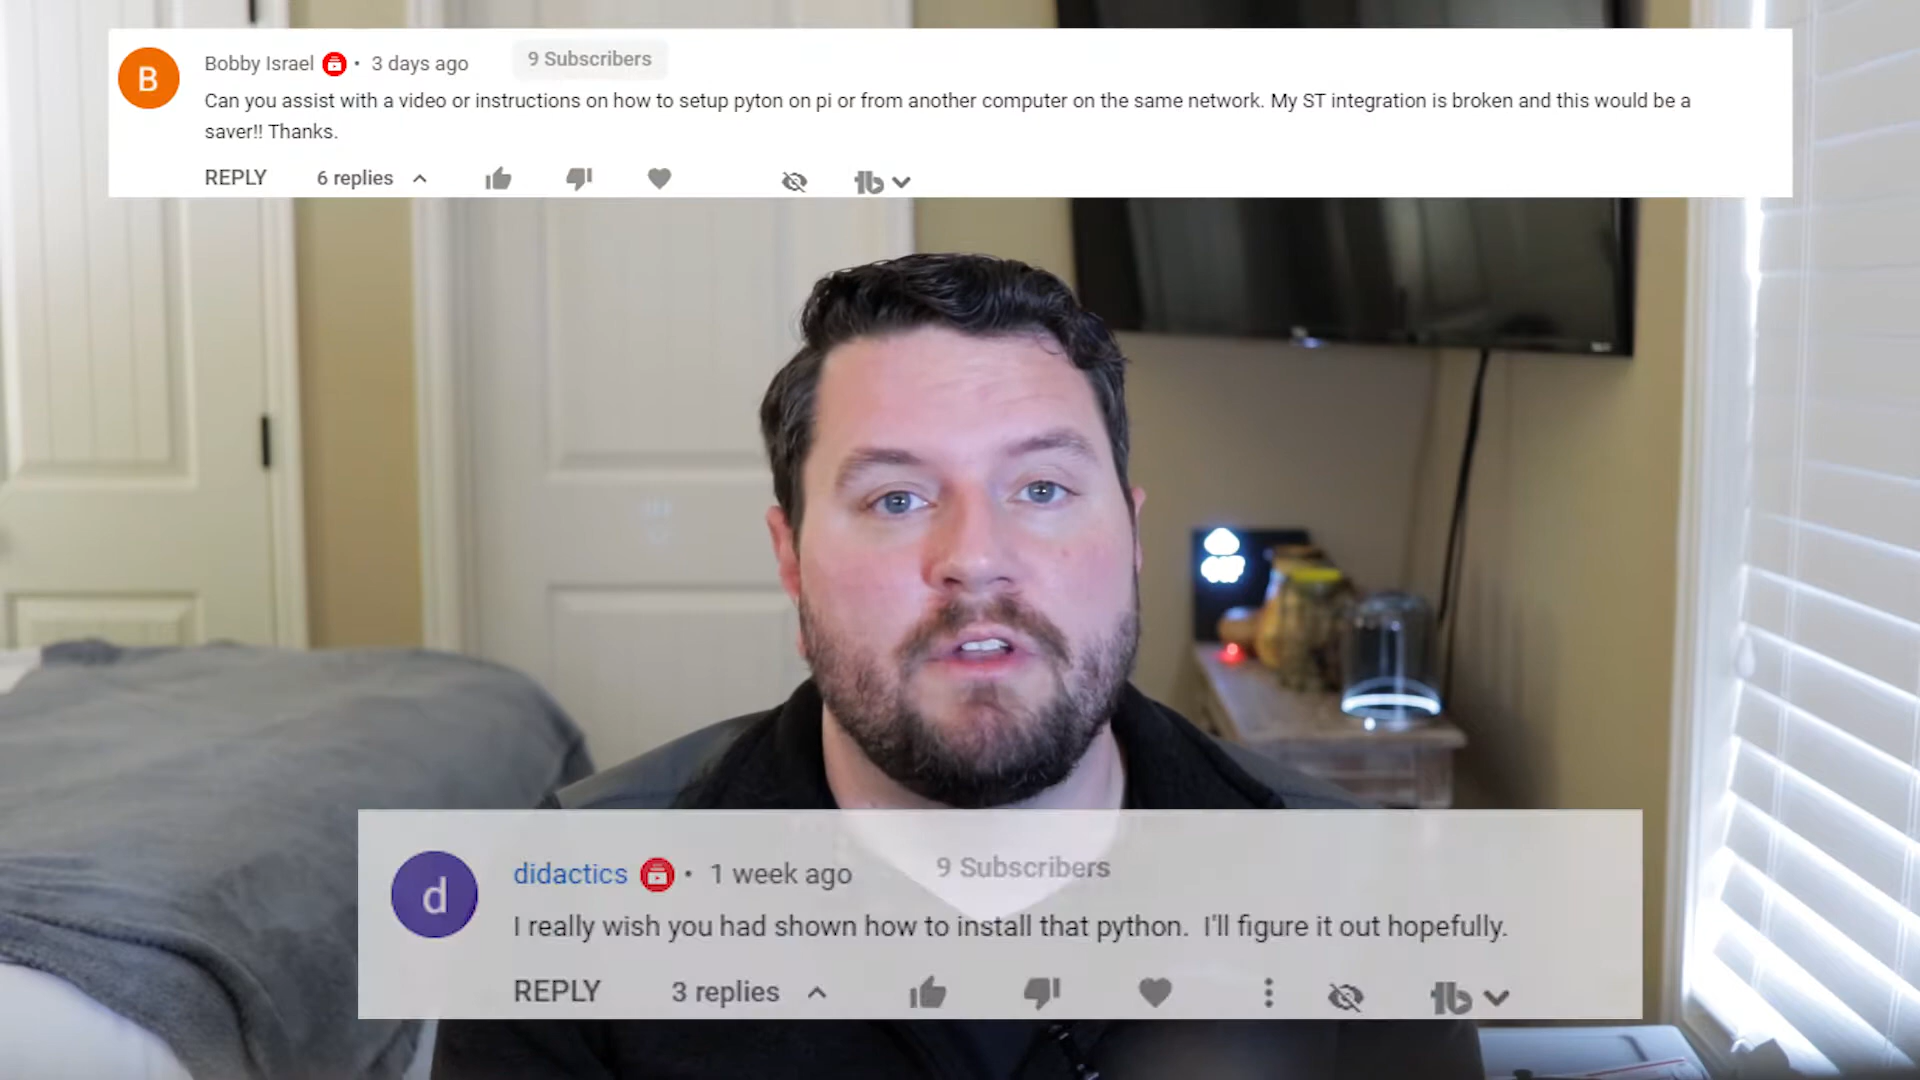 B
Bobby Israel • 3 days ago 9 Subscribers
Can you assist with a video or instructions on how to setup pyton on pi or from another computer on the same network. My ST integration is broken and this would be a
saver!! Thanks.
REPLY 6 replies
d
didactics • 1 week ago 9 Subscribers
I really wish you had shown how to install that python. I'll figure it out hopefully.
REPLY 3 replies